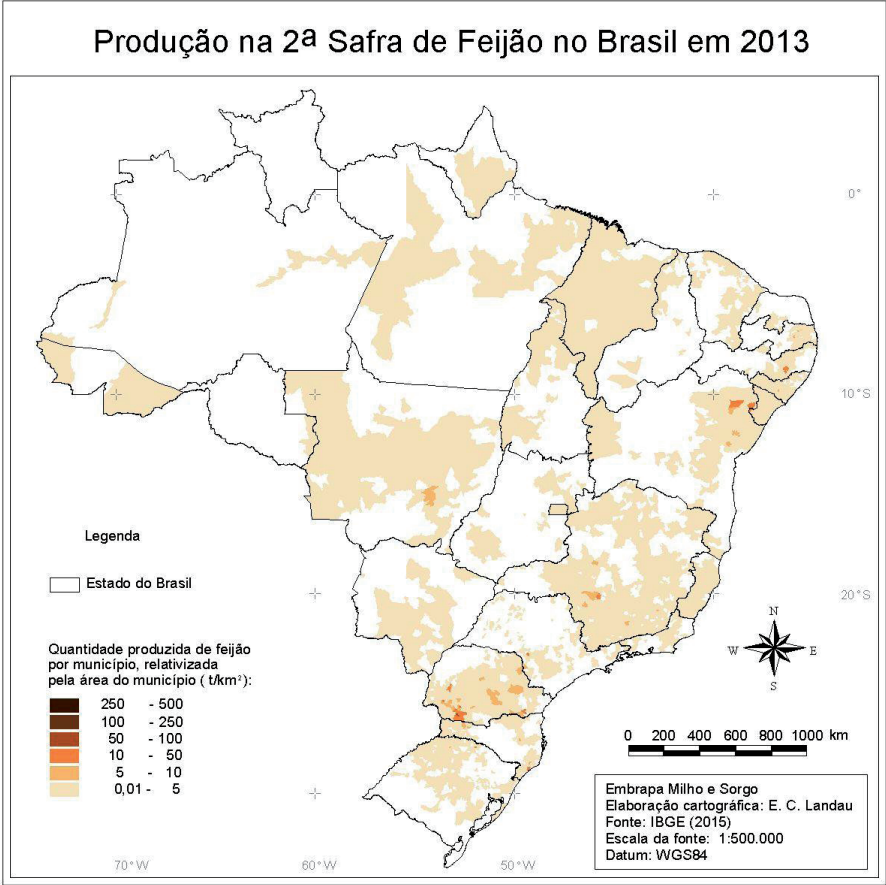 Produção na 2ª Safra de Feijão no Brasil em 2013
0°
10°S
20°S
Legenda
Estado do Brasil
Quantidade produzida de feijão
por município, relativizada
pela área do município ( t/km²):
250 - 500
100 - 250
50 - 100
10 - 50
5 - 10
0,01 - 5
N
W E
S
0 200 400 600 800 1000 km
Embrapa Milho e Sorgo
Elaboração cartográfica: E. C. Landau
Fonte: IBGE (2015)
Escala da fonte: 1:500.000
Datum: WGS84
70°W 60°W 50°W